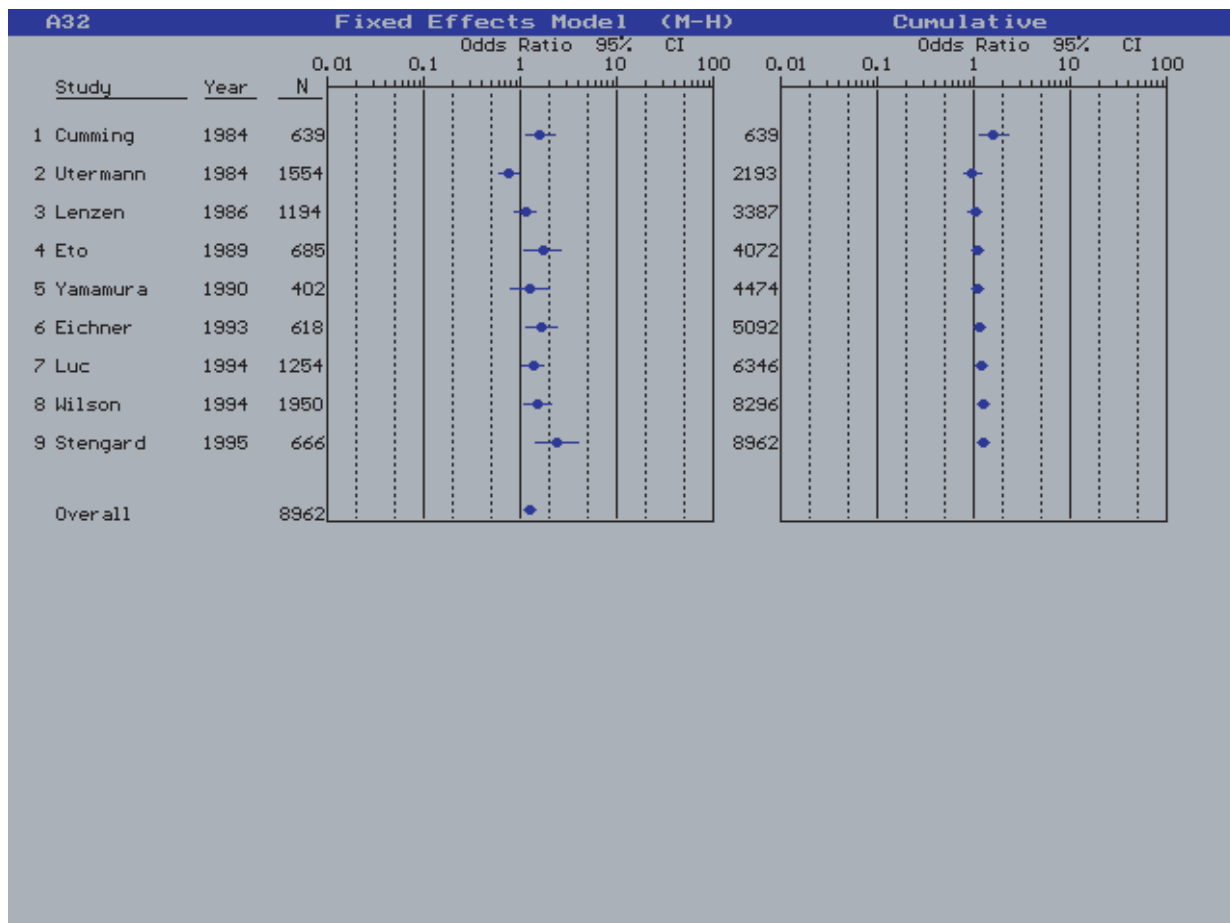 A32 Fixed Effects Model (M-H) Cumulative
Odds Ratio 95% CI Odds Ratio 95% CI
0.01 0.1 1 10 100 0.01 0.1 1 10 100
Study Year N
1 Cumming 1984 639 639
2 Utermann 1984 1554 2193
3 Lenzen 1986 1194 3387
4 Eto 1989 685 4072
5 Yamamura 1990 402 4474
6 Eichner 1993 618 5092
7 Luc 1994 1254 6346
8 Wilson 1994 1950 8296
9 Stengard 1995 666 8962
Overall 8962